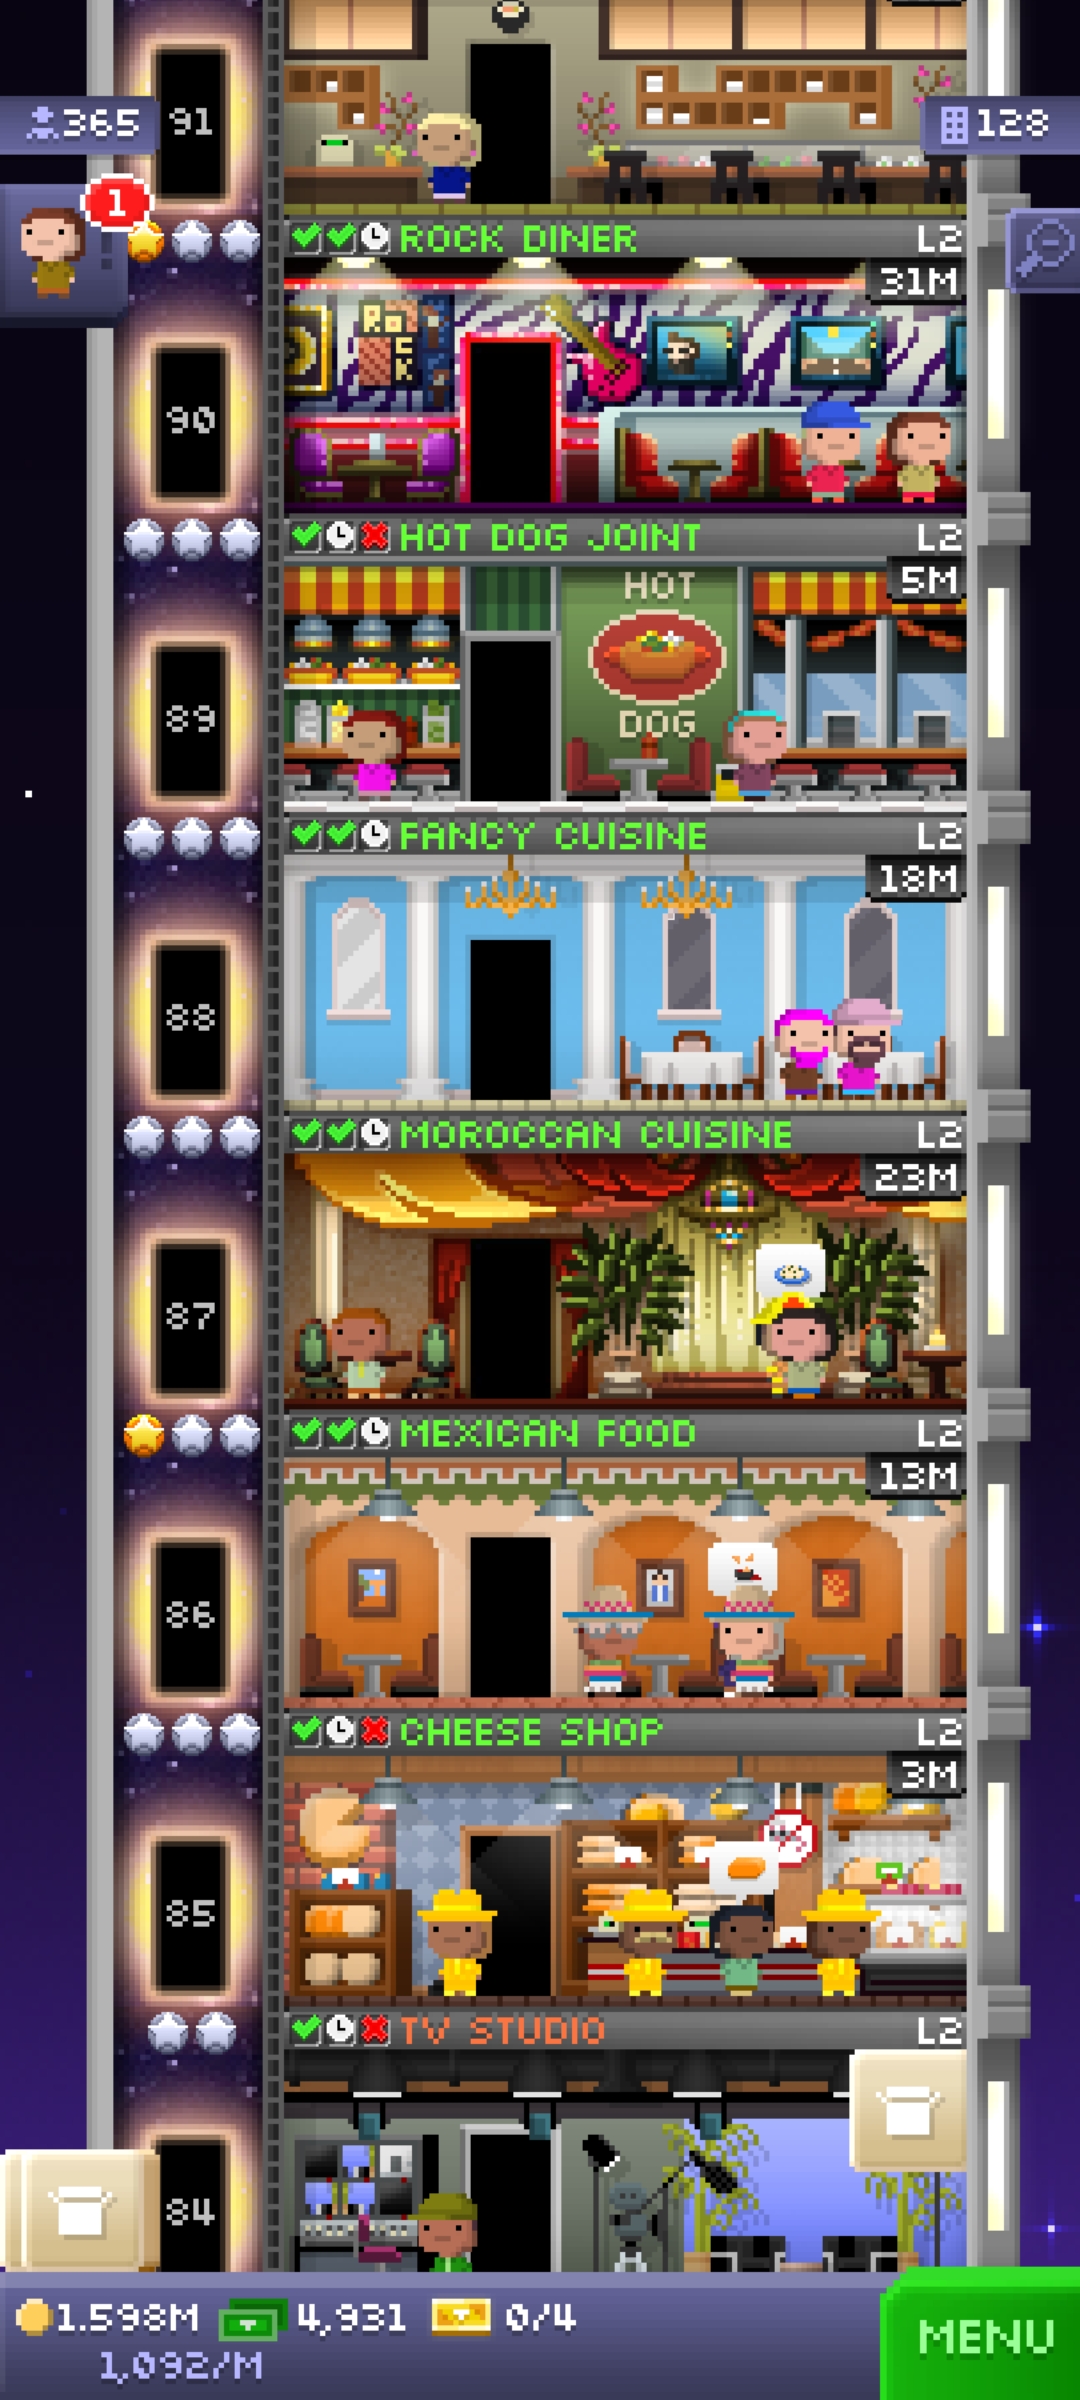 91
365
128
1
ROCK DINER L2
31M
ROCK
90
HOT DOG JOINT L2
5M
HOT
DOG
89
FANCY CUISINE L2
18M
88
MOROCCAN CUISINE L2
23M
87
MEXICAN FOOD L2
13M
86
CHEESE SHOP L2
3M
85
TV STUDIO L2
84
1.598M 4,931 0/4
1,092/M
MENU